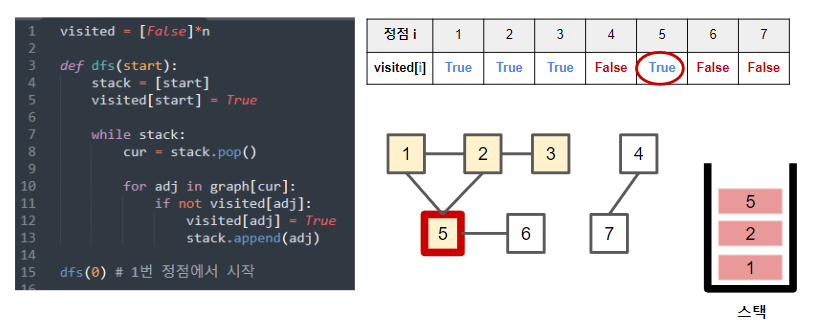 1 visited = [False]*n
2
3 def dfs(start):
4 stack = [start]
5 visited[start] = True
6
7 while stack:
8 cur = stack.pop()
9
10 for adj in graph[cur]:
11 if not visited[adj]:
12 visited[adj] = True
13 stack.append(adj)
14
15 dfs(0) # 1번 정점에서 시작
16
정점 i 1 2 3 4 5 6 7
visited[i] True True True False True False False
1 2 3 4
5 6 7
5
2
1
스택